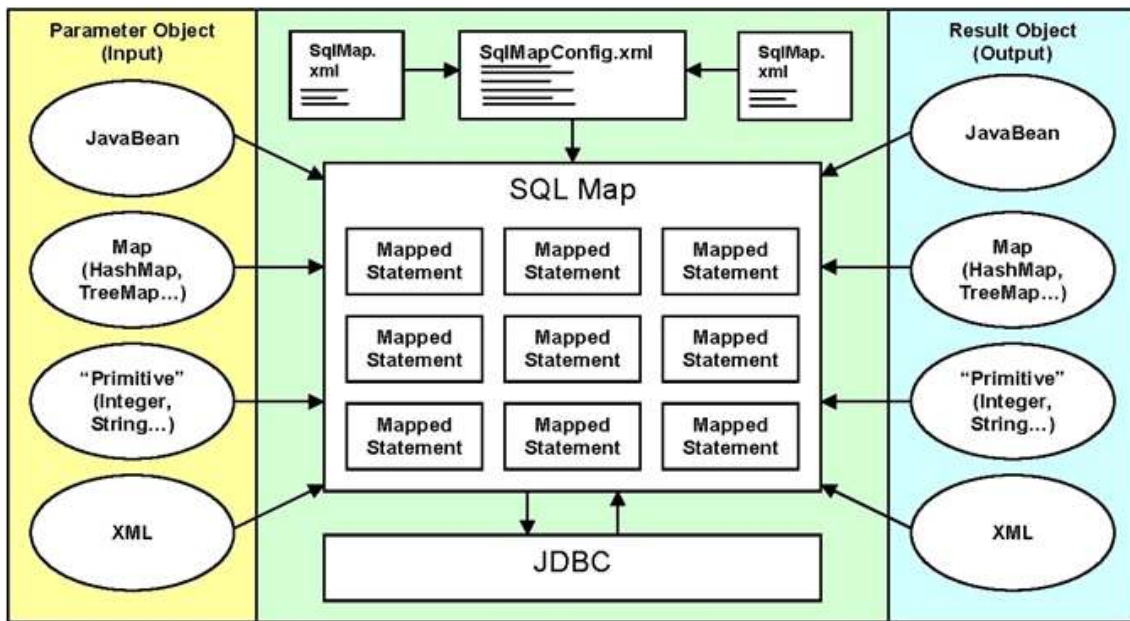 Parameter Object
(Input)
JavaBean
Map
(HashMap,
TreeMap...)
“Primitive”
(Integer,
String...)
XML
SqlMap.
xml
SqlMapConfig.xml
SqlMap.
xml
SQL Map
Mapped
Statement
Mapped
Statement
Mapped
Statement
Mapped
Statement
Mapped
Statement
Mapped
Statement
Mapped
Statement
Mapped
Statement
Mapped
Statement
JDBC
Result Object
(Output)
JavaBean
Map
(HashMap,
TreeMap...)
“Primitive”
(Integer,
String...)
XML